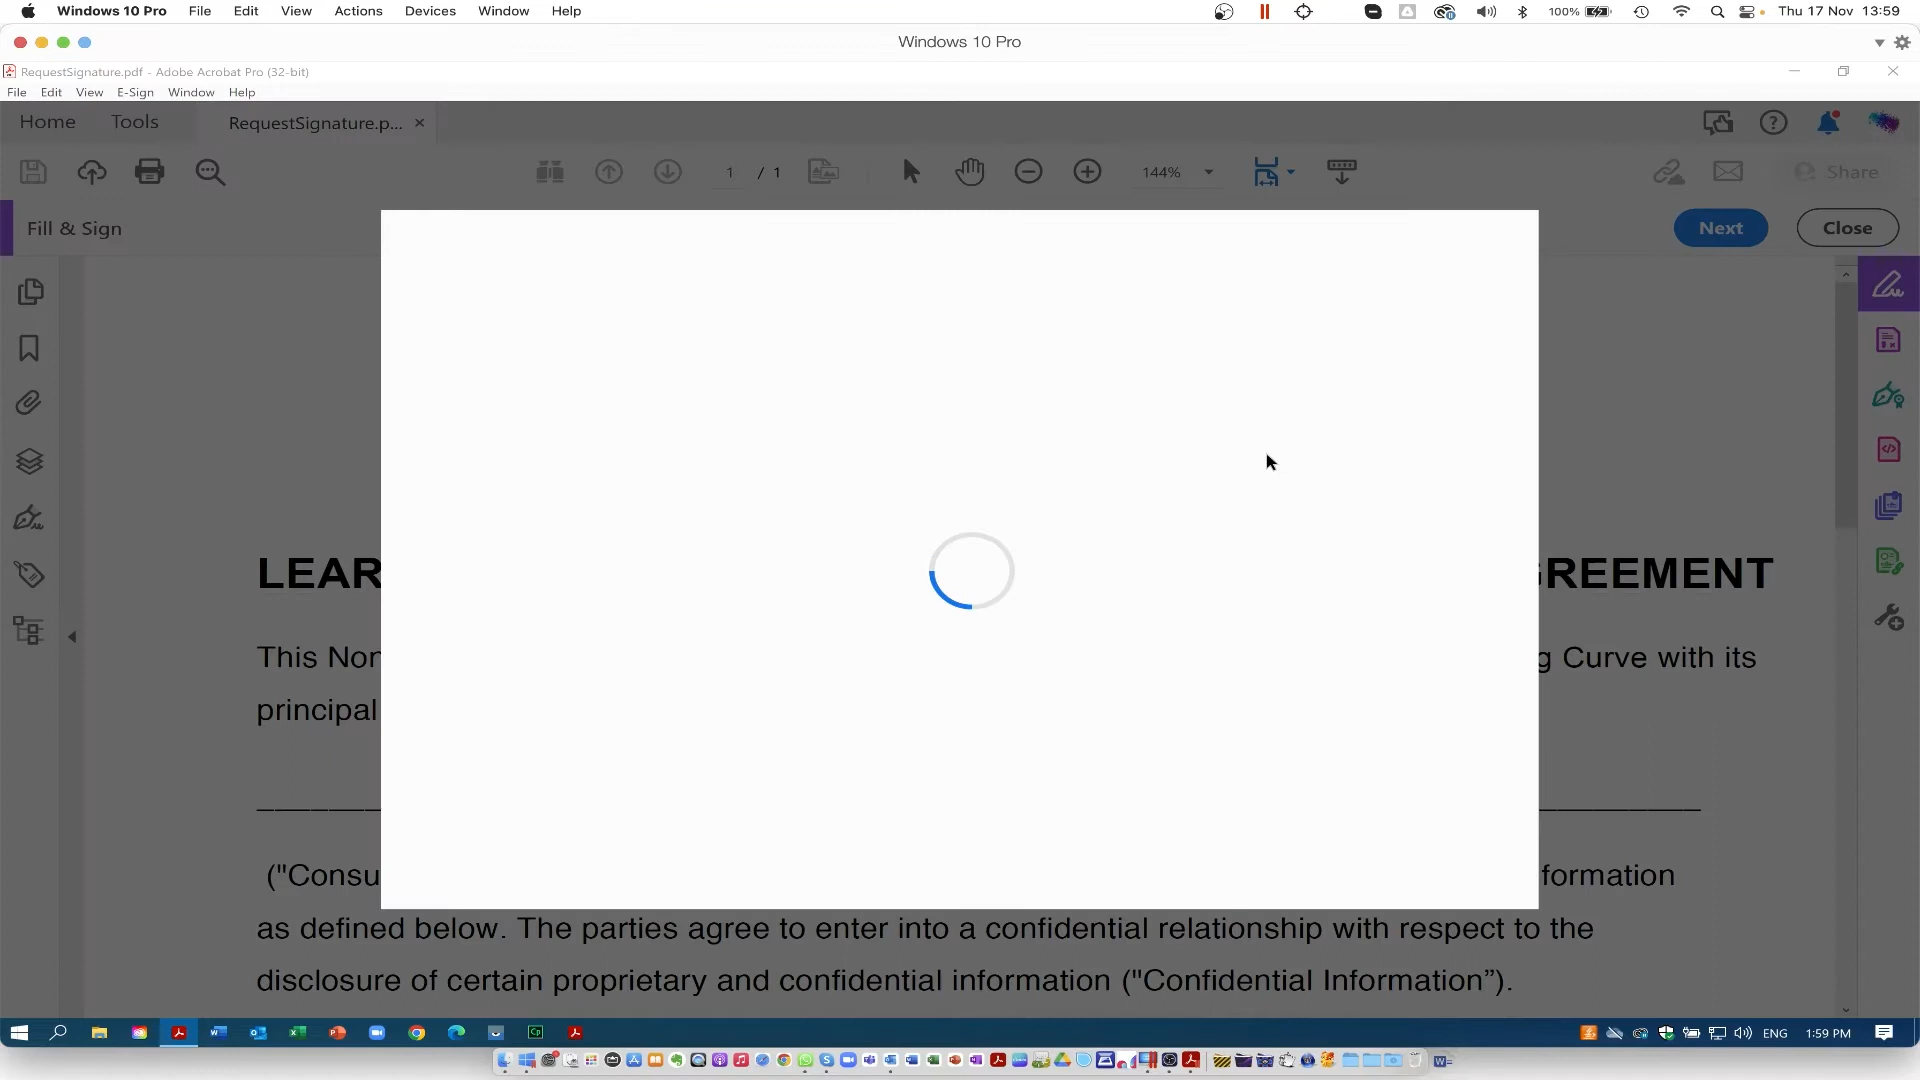 Windows 10 Pro File Edit View Actions Devices Window Help 100% Thu 17 Nov 13:59
Windows 10 Pro
RequestSignature.pdf - Adobe Acrobat Pro (32-bit)
File Edit View E-Sign Window Help
Home Tools RequestSignature.p... ×
1 / 1 144% Share
Fill & Sign Next Close
LEAR GREEMENT
This Non g Curve with its
principal
("Consu formation
as defined below. The parties agree to enter into a confidential relationship with respect to the
disclosure of certain proprietary and confidential information ("Confidential Information”).
ENG 1:59 PM